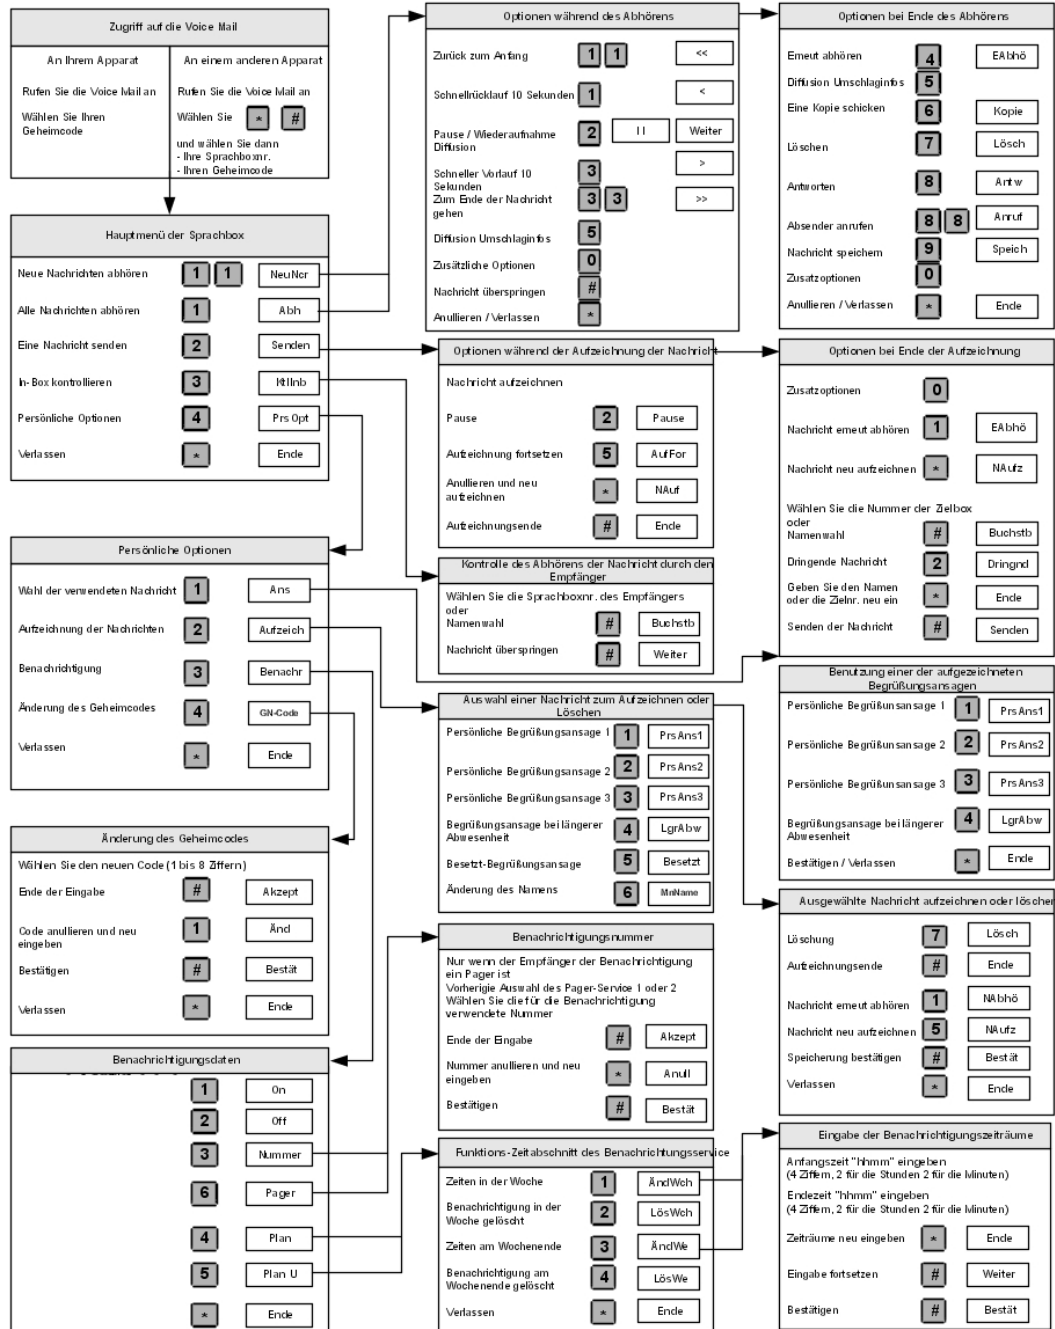 Zugriff auf die Voice Mail
An Ihrem Apparat
Rufen Sie die Voice Mail an
Wählen Sie Ihren
Geheimcode
An einem anderen Apparat
Rufen Sie die Voice Mail an
Wählen Sie * #
und wählen Sie dann
- Ihre Sprachboxnr.
- Ihren Geheimcode
Hauptmenü der Sprachbox
Neue Nachrichten abhören 1 1 NeuNcr
Alle Nachrichten abhören 1 Abh
Eine Nachricht senden 2 Senden
In-Box kontrollieren 3 KtlInb
Persönliche Optionen 4 PrsOpt
Verlassen * Ende
Persönliche Optionen
Wahl der verwendeten Nachricht 1 Ans
Aufzeichnung der Nachrichten 2 Aufzeich
Benachrichtigung 3 Benachr
Änderung des Geheimcodes 4 GN-Code
Verlassen * Ende
Änderung des Geheimcodes
Wählen Sie den neuen Code (1 bis 8 Ziffern)
Ende der Eingabe # Akzept
Code anullieren und neu
eingeben 1 Änd
Bestätigen # Bestät
Verlassen * Ende
Benachrichtigungsdaten
1 On
2 Off
3 Nummer
6 Pager
4 Plan
5 Plan U
* Ende
Optionen während des Abhörens
Zurück zum Anfang 1 1 <<
Schnellrücklauf 10 Sekunden 1 <
Pause / Wiederaufnahme 2 II Weiter
Diffusion
Schneller Vorlauf 10 3 >
Sekunden
Zum Ende der Nachricht 3 3 >>
gehen
Diffusion Umschlaginfos 5
Zusätzliche Optionen 0
Nachricht überspringen #
Anullieren / Verlassen *
Optionen während der Aufzeichnung der Nachricht
Nachricht aufzeichnen
Pause 2 Pause
Aufzeichnung fortsetzen 5 AufFor
Anullieren und neu
aufzeichnen * NAuf
Aufzeichnungsende # Ende
Kontrolle des Abhörens der Nachricht durch den
Empfänger
Wählen Sie die Sprachboxnr. des Empfängers
oder
Namenwahl # Buchstb
Nachricht überspringen # Weiter
Auswahl einer Nachricht zum Aufzeichnen oder
Löschen
Persönliche Begrüßungsansage 1 1 PrsAns1
Persönliche Begrüßungsansage 2 2 PrsAns2
Persönliche Begrüßungsansage 3 3 PrsAns3
Begrüßungsansage bei längerer
Abwesenheit 4 LgrAbw
Besetzt-Begrüßungsansage 5 Besetzt
Änderung des Namens 6 MnName
Benachrichtigungsnummer
Nur wenn der Empfänger der Benachrichtigung
ein Pager ist
Vorherigie Auswahl des Pager-Service 1 oder 2
Wählen Sie die für die Benachrichtigung
verwendete Nummer
Ende der Eingabe # Akzept
Nummer anullieren und neu
eingeben * Anull
Bestätigen # Bestät
Funktions-Zeitabschnitt des Benachrichtungsservice
Zeiten in der Woche 1 ÄndWch
Benachrichtigung in der
Woche gelöscht 2 LösWch
Zeiten am Wochenende 3 ÄndWe
Benachrichtigung am
Wochenende gelöscht 4 LösWe
Verlassen * Ende
Optionen bei Ende des Abhörens
Erneut abhören 4 EAbhö
Diffusion Umschlaginfos 5
Eine Kopie schicken 6 Kopie
Löschen 7 Lösch
Antworten 8 Antw
Absender anrufen 8 8 Anruf
Nachricht speichern 9 Speich
Zusatzoptionen 0
Anullieren / Verlassen * Ende
Optionen bei Ende der Aufzeichnung
Zusatzoptionen 0
Nachricht erneut abhören 1 EAbhö
Nachricht neu aufzeichnen * NAufz
Wählen Sie die Nummer der Zielbox
oder
Namenwahl # Buchstb
Dringende Nachricht 2 Dringnd
Geben Sie den Namen
oder die Zielnr. neu ein * Ende
Senden der Nachricht # Senden
Benutzung einer der aufgezeichneten
Begrüßungsansagen
Persönliche Begrüßunsansage 1 1 PrsAns1
Persönliche Begrüßunsansage 2 2 PrsAns2
Persönliche Begrüßunsansage 3 3 PrsAns3
Begrüßungsansage bei längerer
Abwesenheit 4 LgrAbw
Bestätigen / Verlassen * Ende
Ausgewählte Nachricht aufzeichnen oder löschen
Löschung 7 Lösch
Aufzeichnungsende # Ende
Nachricht erneut abhören 1 NAbhö
Nachricht neu aufzeichnen 5 NAufz
Speicherung bestätigen # Bestät
Verlassen * Ende
Eingabe der Benachrichtigungszeiträume
Anfangszeit "hhmm" eingeben
(4 Ziffern, 2 für die Stunden 2 für die Minuten)
Endezeit "hhmm" eingeben
(4 Ziffern, 2 für die Stunden 2 für die Minuten)
Zeiträume neu eingeben * Ende
Eingabe fortsetzen # Weiter
Bestätigen # Bestät